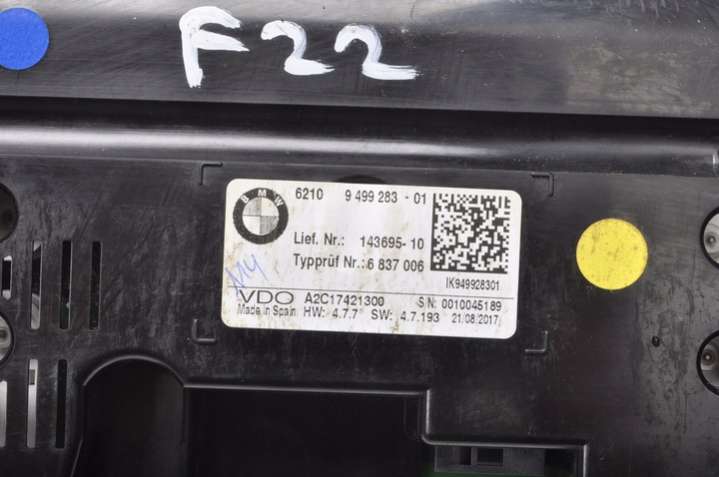 F22
BMW
6210 9 499 283 - 01
Lief. Nr.: 143695-10
Typprüf Nr.: 6 837 006
IK949928301
VDO A2C17421300 S N: 0010045189
Made in Spain HW: 4.7.7 SW: 4.7.193 21/08/2017